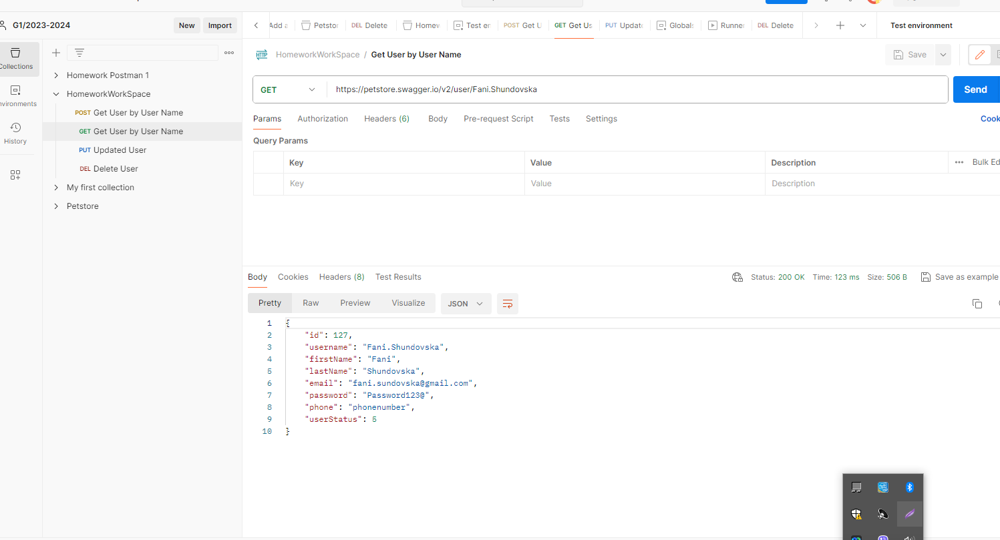 G1/2023-2024
New
Import
Collections
Environments
History
Homework Postman 1
HomeworkWorkSpace
POST Get User by User Name
GET Get User by User Name
PUT Updated User
DEL Delete User
My first collection
Petstore
Add a
Petstor
DEL Delete
Homew
Test en
POST Get U
GET Get Us
PUT Update
Globals
Runner
DEL Delete
Test environment
HTTP HomeworkWorkSpace / Get User by User Name
Save
GET
https://petstore.swagger.io/v2/user/Fani.Shundovska
Send
Params Authorization Headers (6) Body Pre-request Script Tests Settings
Cook
Query Params
Key Value Description Bulk Ed
Key Value Description
Body Cookies Headers (8) Test Results
Status: 200 OK Time: 123 ms Size: 506 B
Save as example
Pretty Raw Preview Visualize JSON
1 {
2 "id": 127,
3 "username": "Fani.Shundovska",
4 "firstName": "Fani",
5 "lastName": "Shundovska",
6 "email": "fani.sundovska@gmail.com",
7 "password": "Password123@",
8 "phone": "phonenumber",
9 "userStatus": 5
10 }